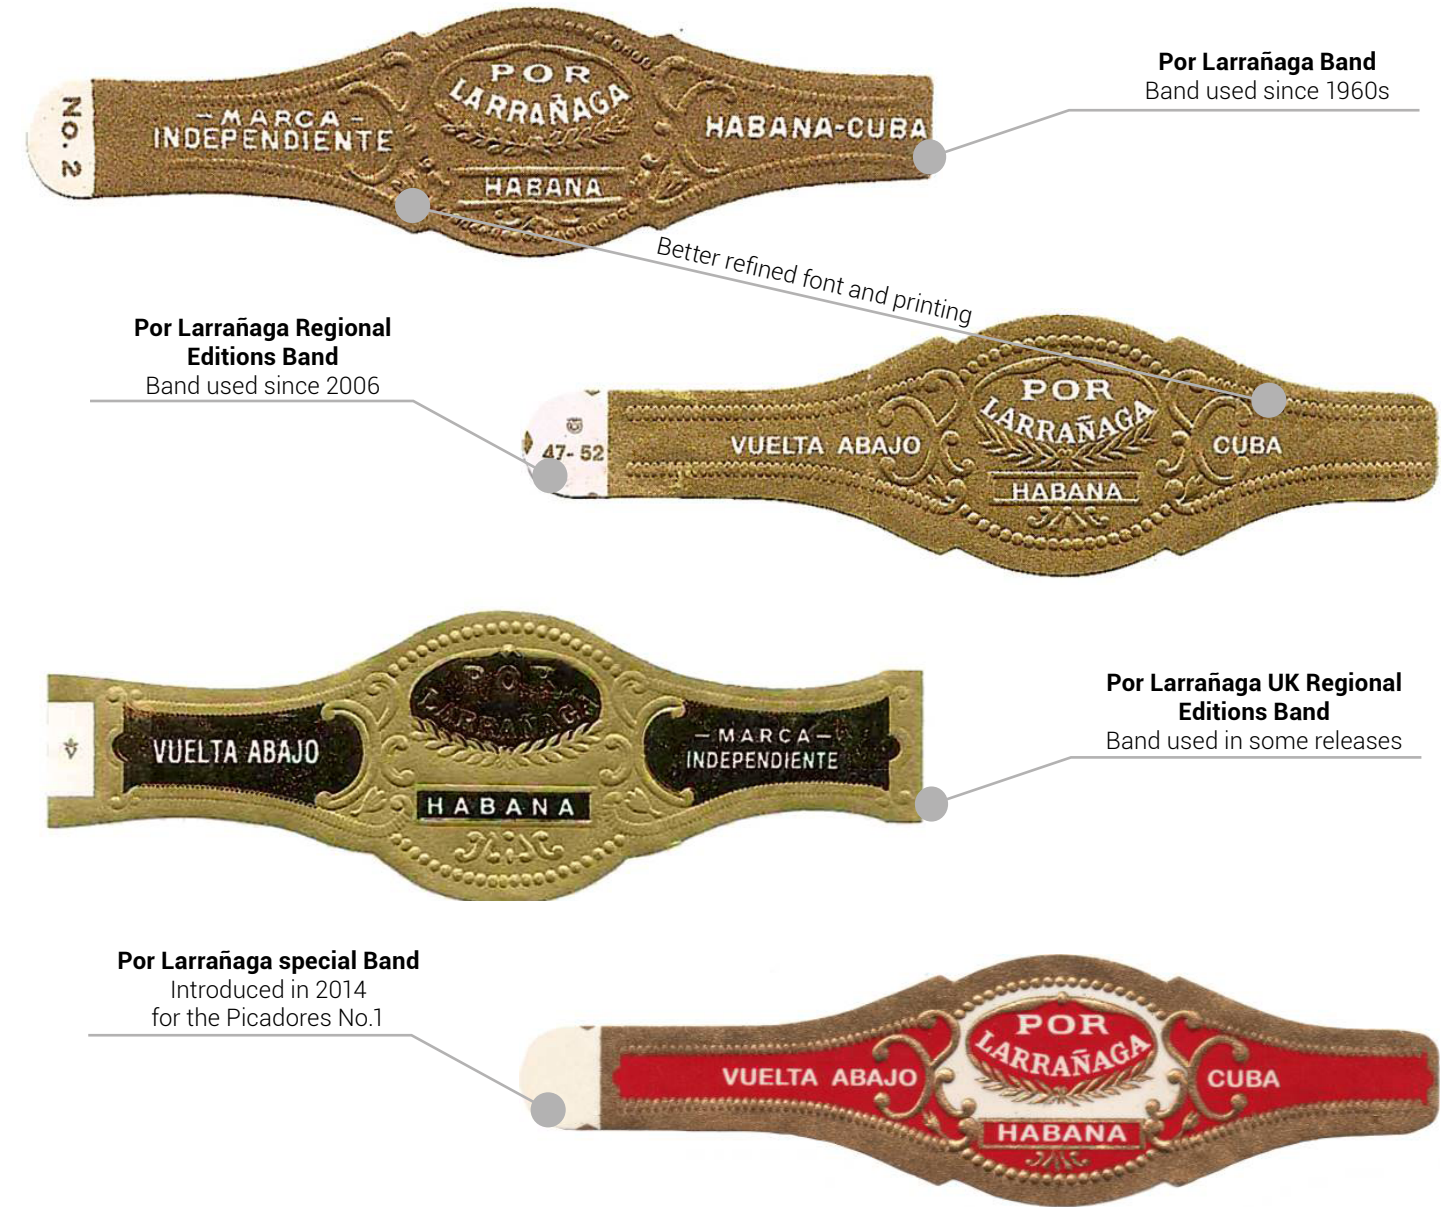 Por Larrañaga Band
Band used since 1960s
No. 2
- MARCA -
INDEPENDIENTE
POR
LARRAÑAGA
HABANA
HABANA-CUBA
Better refined font and printing
Por Larrañaga Regional
Editions Band
Band used since 2006
47- 52
VUELTA ABAJO
POR
LARRAÑAGA
HABANA
CUBA
VUELTA ABAJO
POR
LARRAÑAGA
HABANA
- MARCA -
INDEPENDIENTE
Por Larrañaga UK Regional
Editions Band
Band used in some releases
Por Larrañaga special Band
Introduced in 2014
for the Picadores No.1
VUELTA ABAJO
POR
LARRAÑAGA
HABANA
CUBA